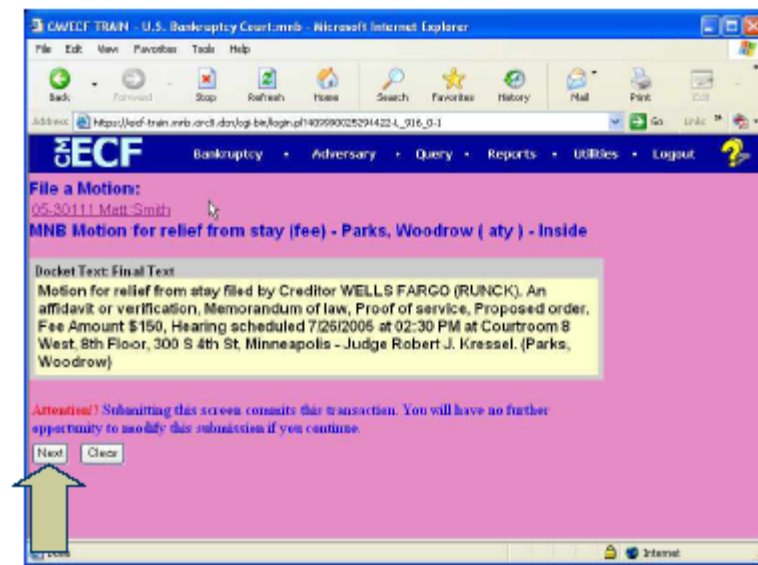 CM/ECF TRAIN - U.S. Bankruptcy Court:mnb - Microsoft Internet Explorer
File Edit View Favorites Tools Help
Back Forward Stop Refresh Home Search Favorites History Mail Print Edit
Address Go Links »
CM ECF Bankruptcy • Adversary • Query • Reports • Utilities • Logout ?
File a Motion:
05-30111 Matt Smith
MNB Motion for relief from stay (fee) - Parks, Woodrow ( aty ) - Inside
Docket Text: Final Text
Motion for relief from stay filed by Creditor WELLS FARGO (RUNCK). An
affidavit or verification, Memorandum of law, Proof of service, Proposed order,
Fee Amount $150, Hearing scheduled 7/26/2005 at 02:30 PM at Courtroom 8
West, 8th Floor, 300 S 4th St, Minneapolis - Judge Robert J. Kressel. (Parks,
Woodrow)
Attention!! Submitting this screen commits this transaction. You will have no further
opportunity to modify this submission if you continue.
Next Clear
Done Internet